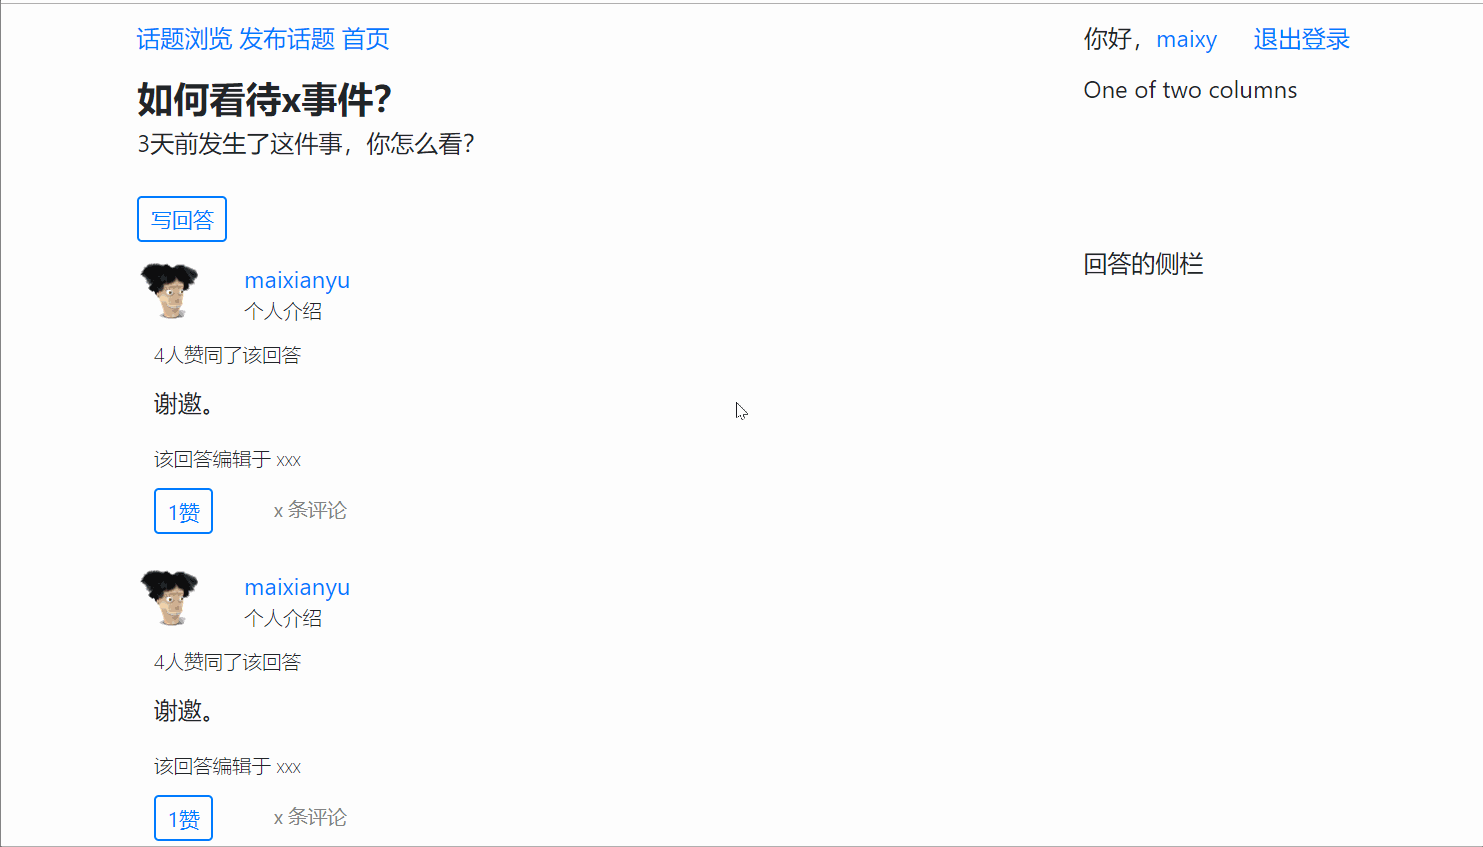 话题浏览 发布话题 首页
你好，maixy 退出登录
如何看待x事件？
One of two columns
3天前发生了这件事，你怎么看？
写回答
maixianyu
个人介绍
回答的侧栏
4人赞同了该回答
谢邀。
该回答编辑于 xxx
1赞 x 条评论
maixianyu
个人介绍
4人赞同了该回答
谢邀。
该回答编辑于 xxx
1赞 x 条评论